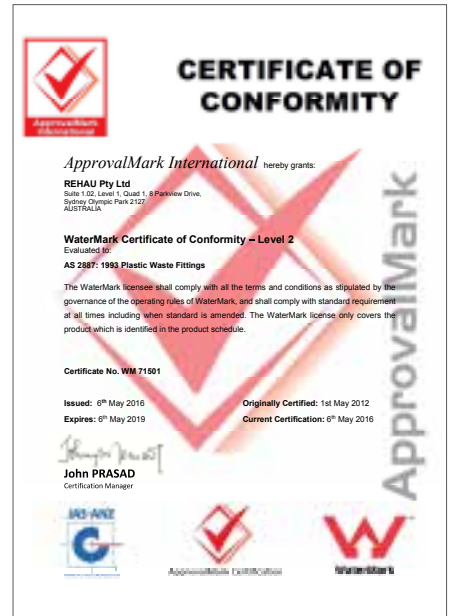 CERTIFICATE OF
CONFORMITY
ApprovalMark
International
ApprovalMark International hereby grants:
REHAU Pty Ltd
Suite 1.02, Level 1, Quad 1, 8 Parkview Drive,
Sydney Olympic Park 2127
AUSTRALIA
WaterMark Certificate of Conformity – Level 2
Evaluated to:
AS 2887: 1993 Plastic Waste Fittings
The WaterMark licensee shall comply with all the terms and conditions as stipulated by the
governance of the operating rules of WaterMark, and shall comply with standard requirement
at all times including when standard is amended. The WaterMark license only covers the
product which is identified in the product schedule.
Certificate No. WM 71501
Issued: 6th May 2016 Originally Certified: 1st May 2012
Expires: 6th May 2019 Current Certification: 6th May 2016
John PRASAD
Certification Manager
ApprovalMark
JAS-ANZ
ApprovalMark Certification
WaterMark